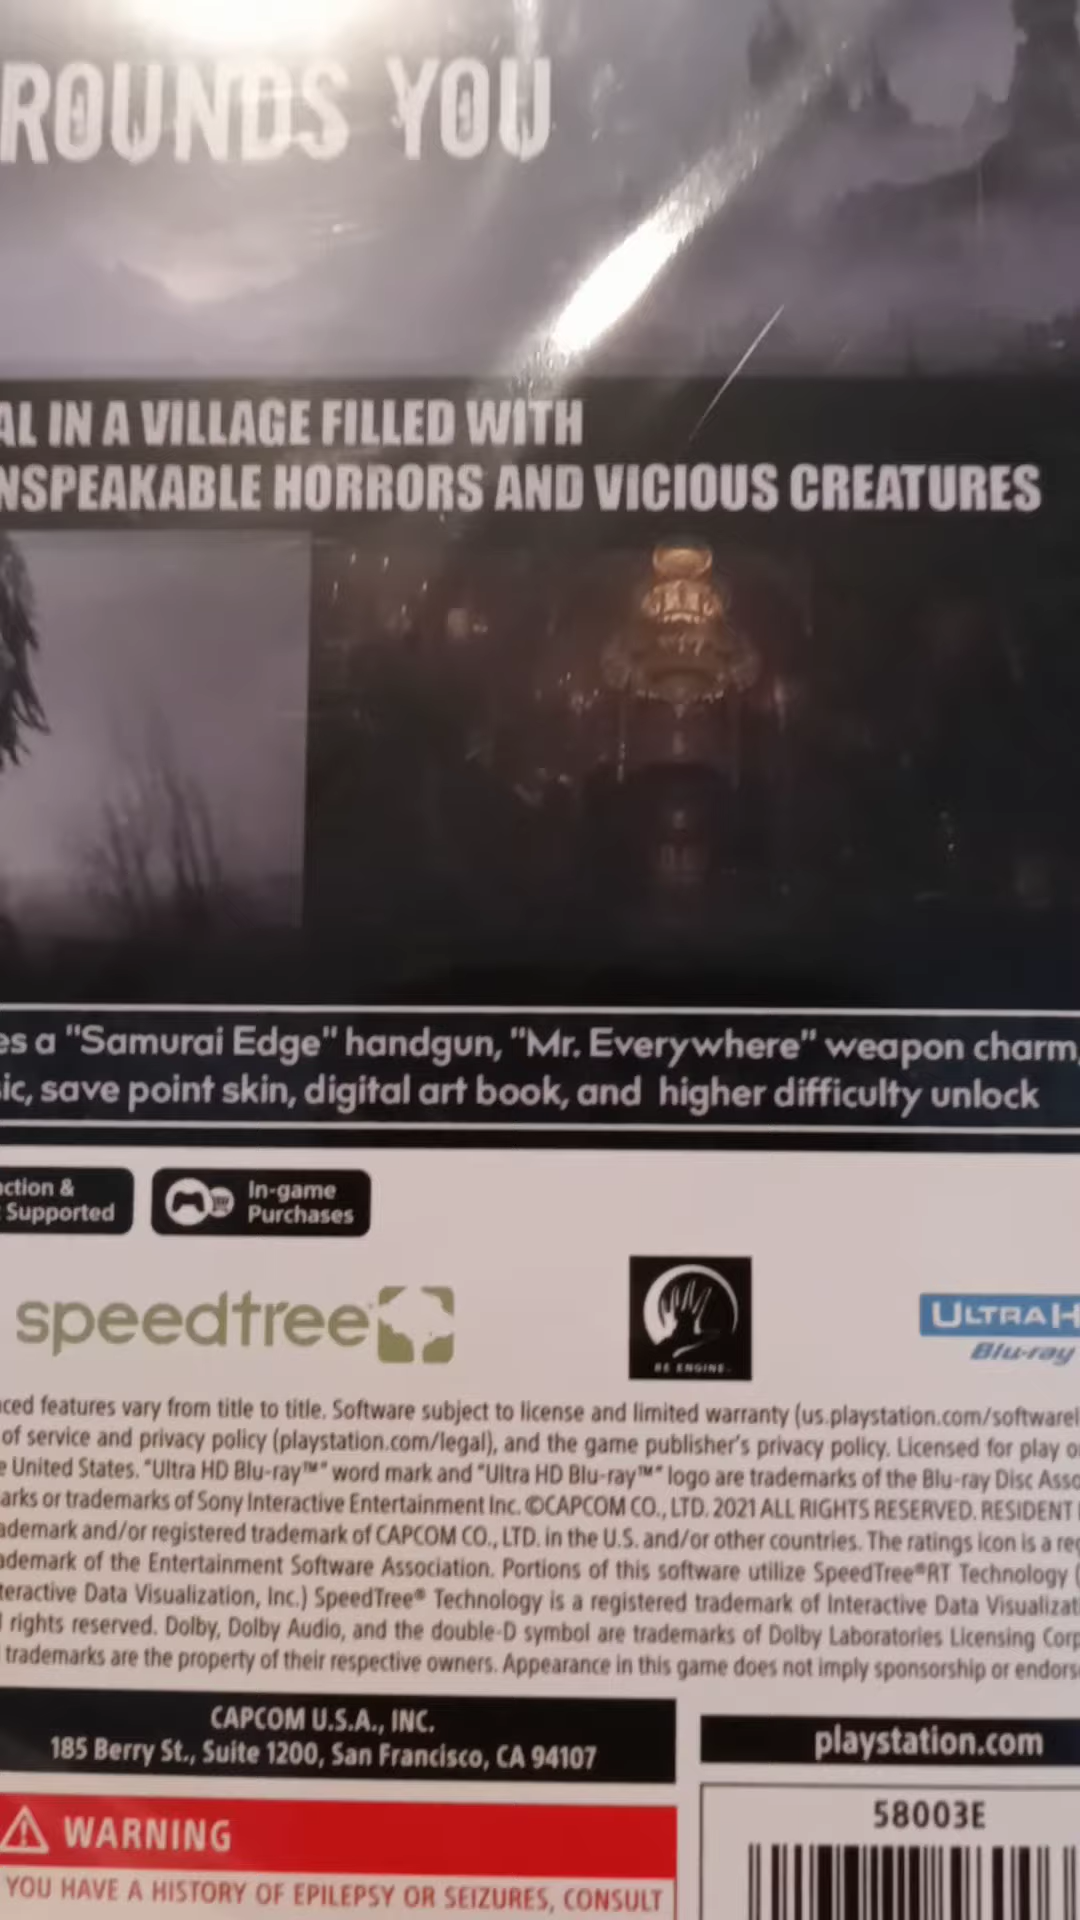 ROUNDS YOU
AL IN A VILLAGE FILLED WITH
NSPEAKABLE HORRORS AND VICIOUS CREATURES
es a "Samurai Edge" handgun, "Mr. Everywhere" weapon charm,
ic, save point skin, digital art book, and higher difficulty unlock
ction &
Supported
In-game
Purchases
speedtree
RE ENGINE
ULTRA H
Blu-ray
ced features vary from title to title. Software subject to license and limited warranty (us.playstation.com/softwarel
of service and privacy policy (playstation.com/legal), and the game publisher's privacy policy. Licensed for play o
e United States. "Ultra HD Blu-ray™" word mark and "Ultra HD Blu-ray™" logo are trademarks of the Blu-ray Disc Asso
arks or trademarks of Sony Interactive Entertainment Inc. ©CAPCOM CO., LTD. 2021 ALL RIGHTS RESERVED. RESIDENT
ademark and/or registered trademark of CAPCOM CO., LTD. in the U.S. and/or other countries. The ratings icon is a reg
ademark of the Entertainment Software Association. Portions of this software utilize SpeedTree®RT Technology (
teractive Data Visualization, Inc.) SpeedTree® Technology is a registered trademark of Interactive Data Visualizat
l rights reserved. Dolby, Dolby Audio, and the double-D symbol are trademarks of Dolby Laboratories Licensing Corp
trademarks are the property of their respective owners. Appearance in this game does not imply sponsorship or endors
CAPCOM U.S.A., INC.
185 Berry St., Suite 1200, San Francisco, CA 94107
playstation.com
58003E
WARNING
YOU HAVE A HISTORY OF EPILEPSY OR SEIZURES, CONSULT